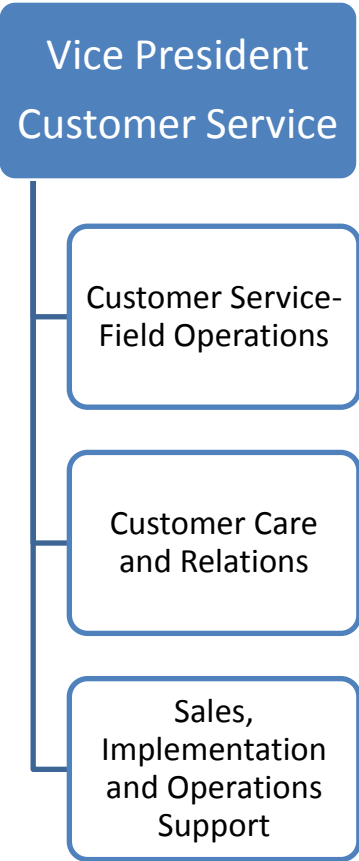 Vice President
Customer Service
Customer Service-
Field Operations
Customer Care
and Relations
Sales,
Implementation
and Operations
Support